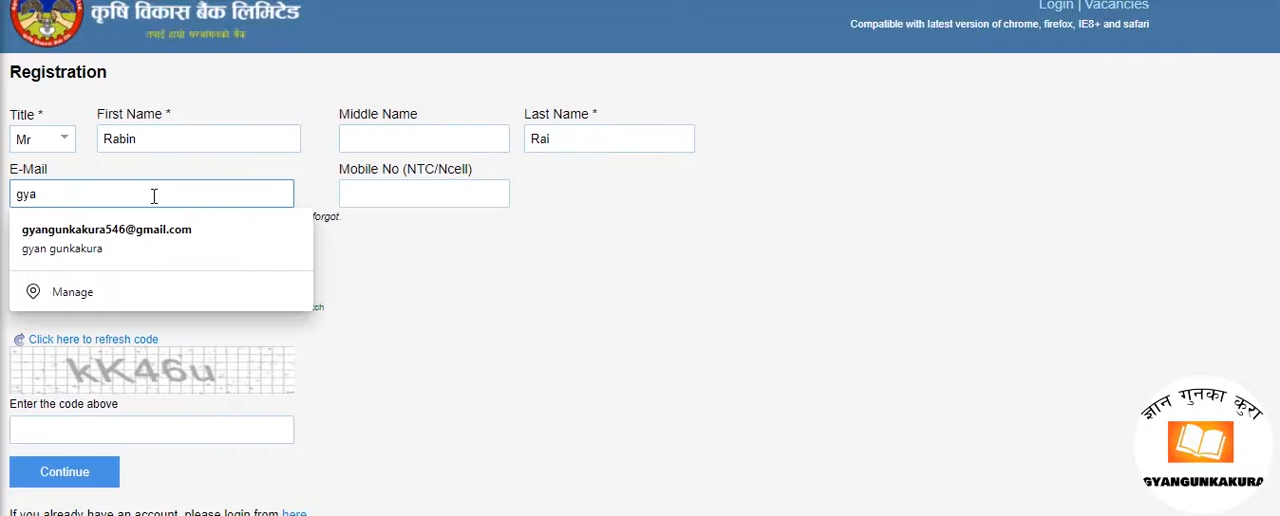 कृषि विकास बैंक लिमिटेड
तपाईं हाम्रो घरआँगनको बैंक
Login | Vacancies
Compatible with latest version of chrome, firefox, IE8+ and safari
Registration
Title * First Name * Middle Name Last Name *
Mr Rabin Rai
E-Mail Mobile No (NTC/Ncell)
gya
forgot.
gyangunkakura546@gmail.com
gyan gunkakura
Manage
Click here to refresh code
kK46u
Enter the code above
Continue
If you already have an account, please login from here
ज्ञान गुनका कुरा
GYANGUNKAKURA